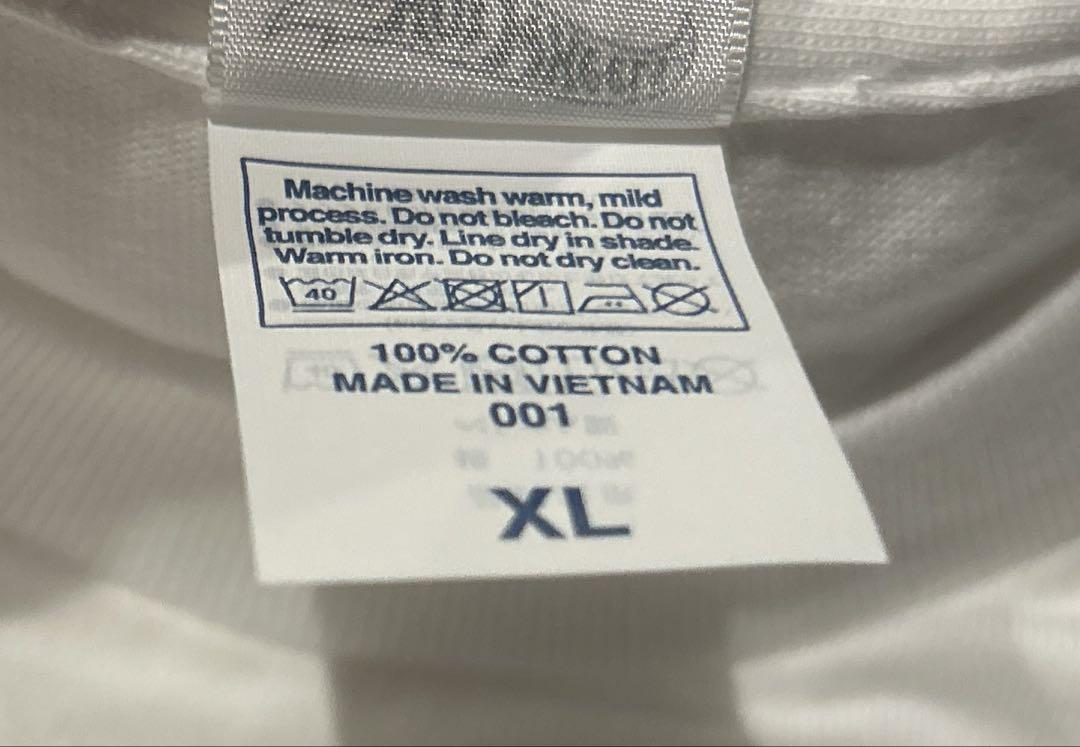 Machine wash warm, mild
process. Do not bleach. Do not
tumble dry. Line dry in shade.
Warm iron. Do not dry clean.
40
100% COTTON
MADE IN VIETNAM
001
XL